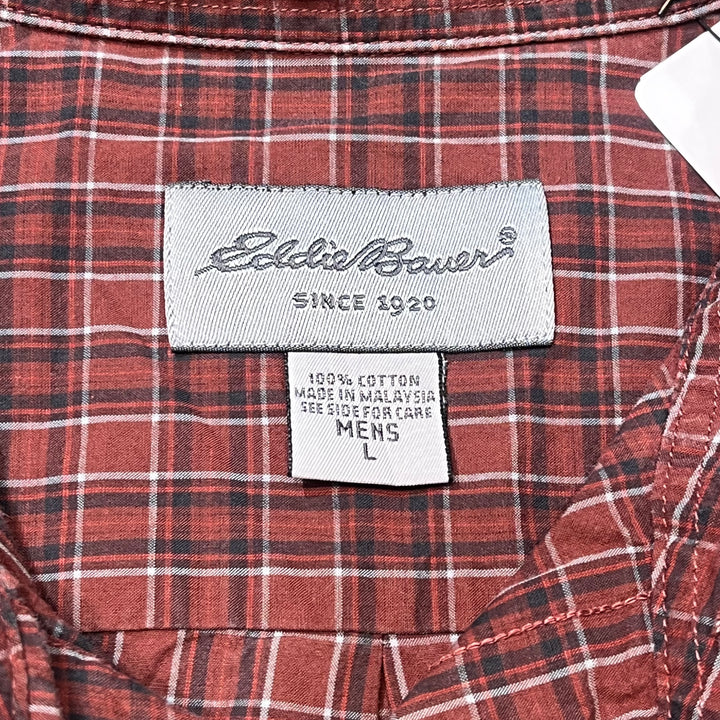 Eddie Bauer®
SINCE 1920
100% COTTON
MADE IN MALAYSIA
SEE SIDE FOR CARE
MENS
L